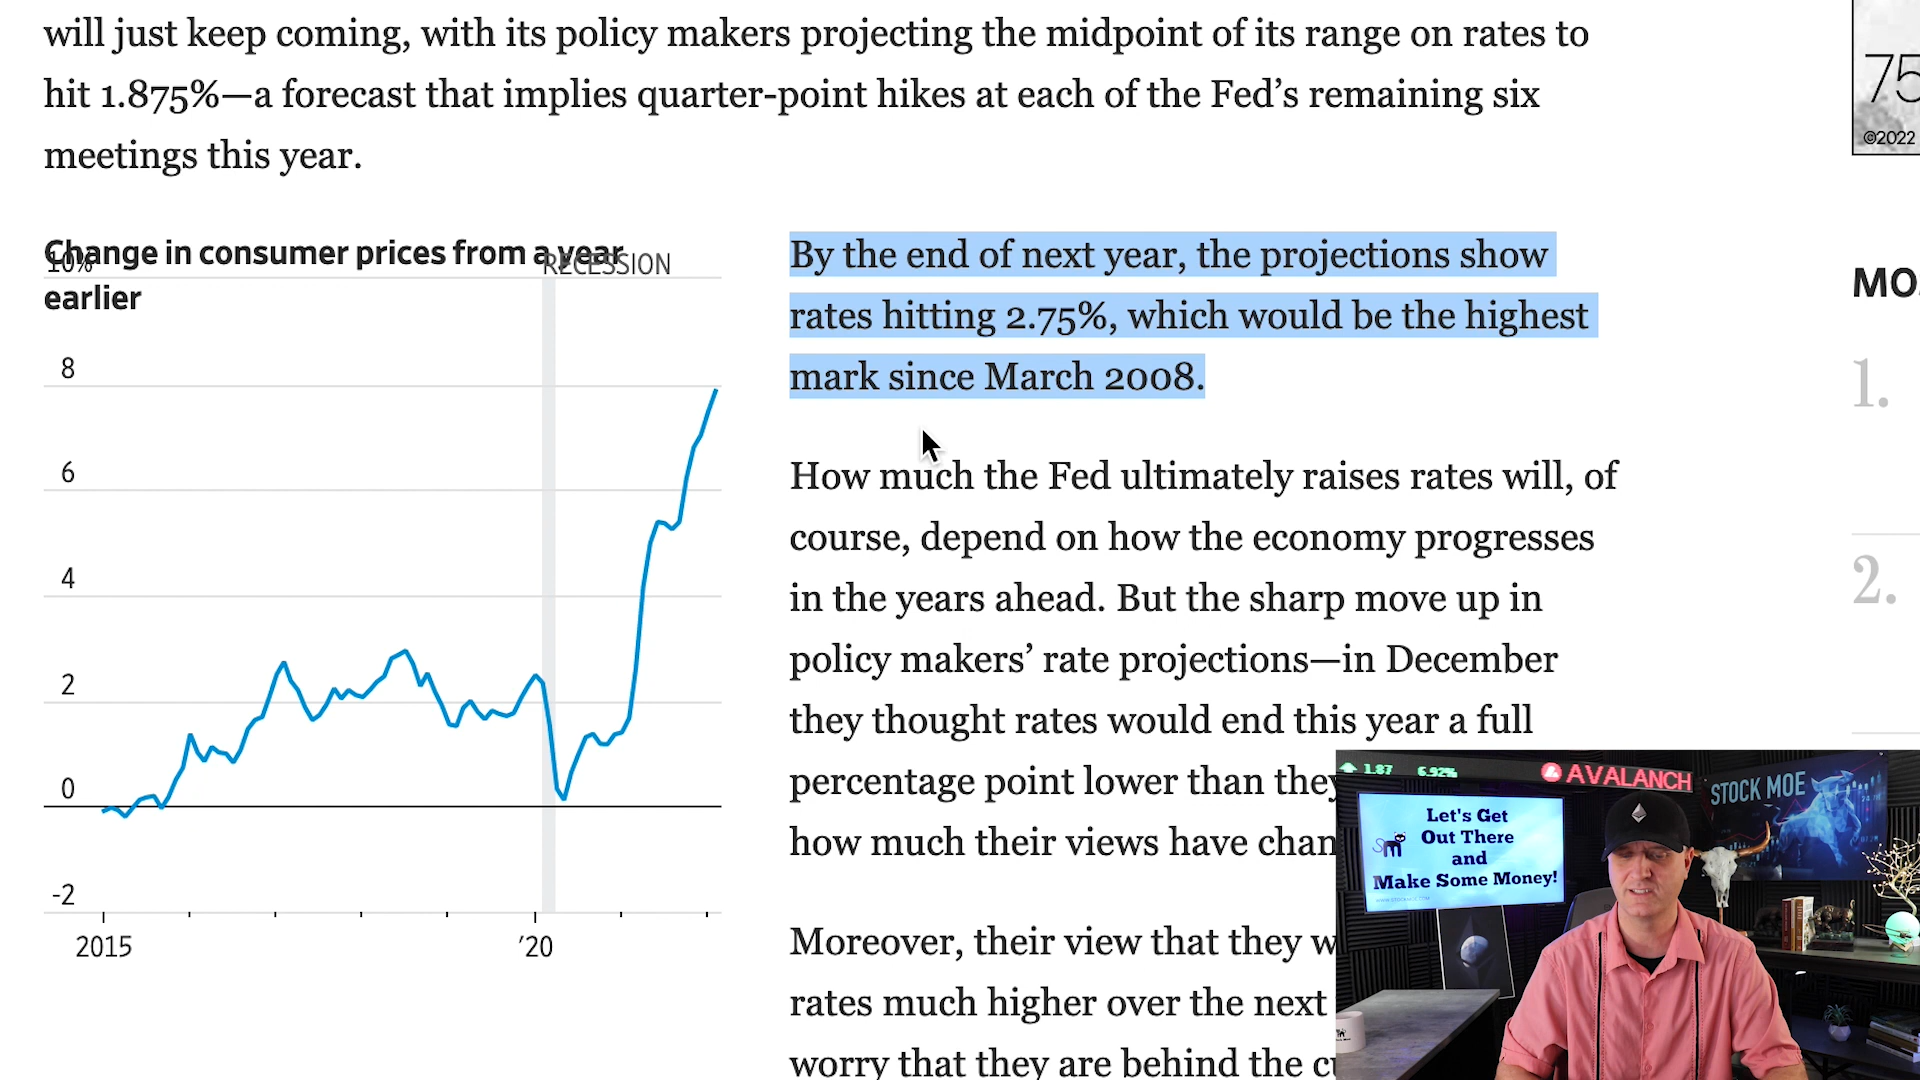 will just keep coming, with its policy makers projecting the midpoint of its range on rates to
hit 1.875%—a forecast that implies quarter-point hikes at each of the Fed’s remaining six
meetings this year.
Change in consumer prices from a year
earlier
10%
RECESSION
8
6
4
2
0
-2
2015
’20
By the end of next year, the projections show
rates hitting 2.75%, which would be the highest
mark since March 2008.
How much the Fed ultimately raises rates will, of
course, depend on how the economy progresses
in the years ahead. But the sharp move up in
policy makers’ rate projections—in December
they thought rates would end this year a full
percentage point lower than they
how much their views have chan
Moreover, their view that they w
rates much higher over the next
worry that they are behind the cu
75
©2022
MO
1.
2.
1.87 6.92%
AVALANCH
STOCK MOE
Let's Get
Out There
and
Make Some Money!